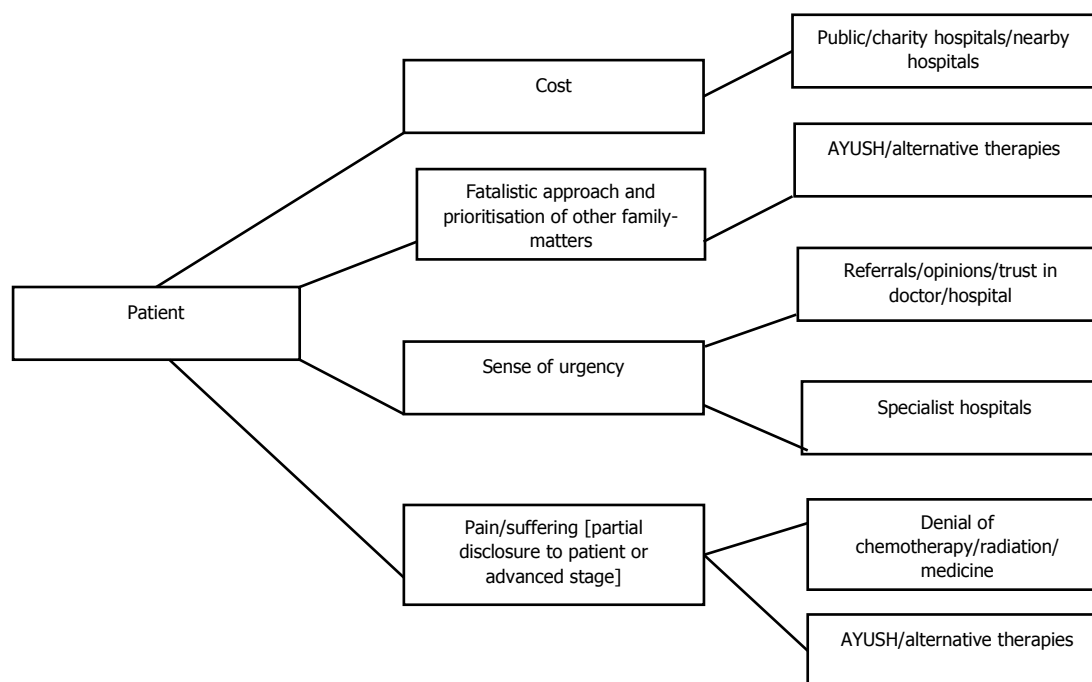 Public/charity hospitals/nearby
hospitals
Cost
AYUSH/alternative therapies
Fatalistic approach and
prioritisation of other family-
matters
Referrals/opinions/trust in
doctor/hospital
Patient
Sense of urgency
Specialist hospitals
Pain/suffering [partial
disclosure to patient or
advanced stage]
Denial of
chemotherapy/radiation/
medicine
AYUSH/alternative therapies